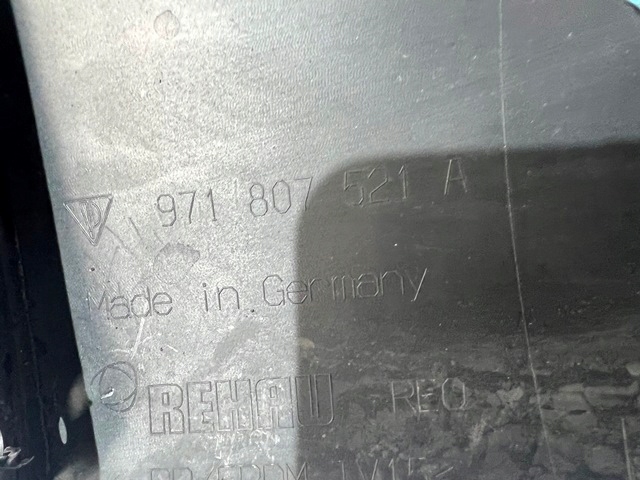 971 807 521 A
Made in Germany
REHAU REO